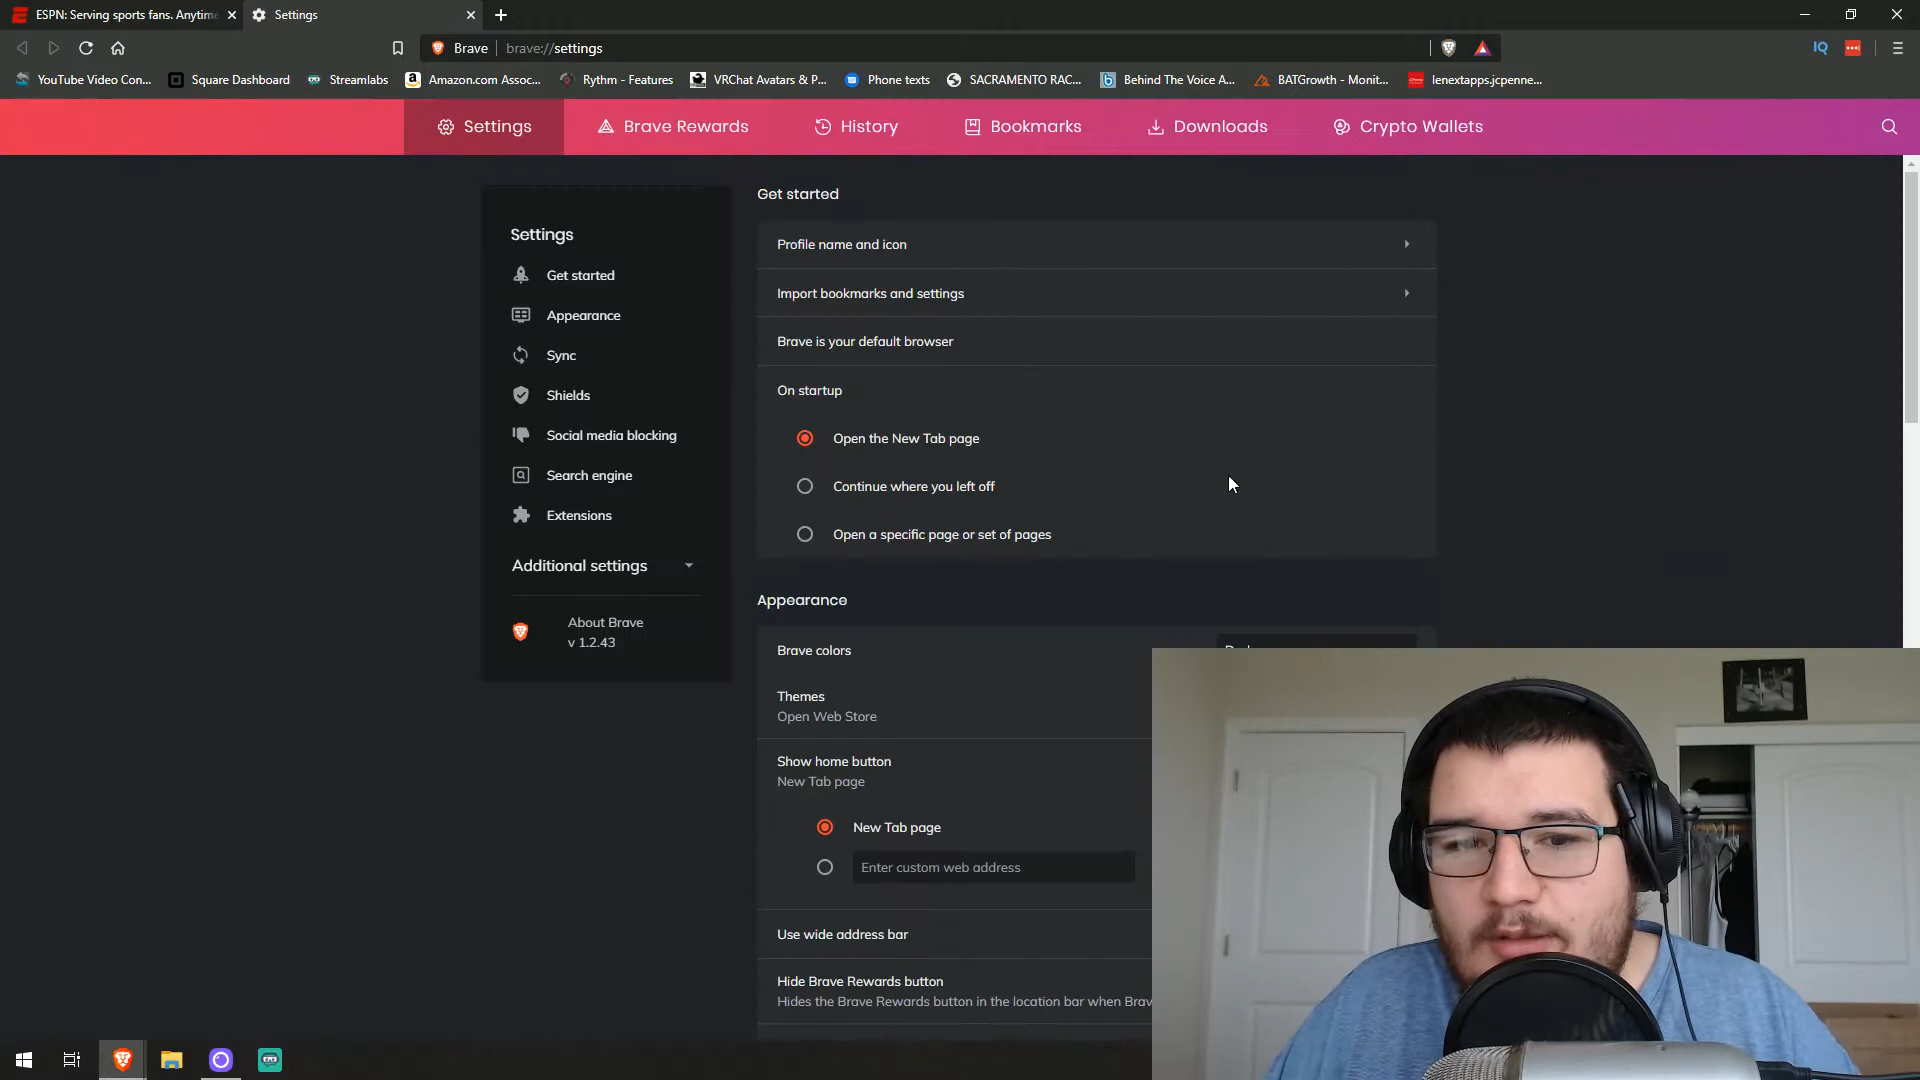 ESPN: Serving sports fans. Anytime
Settings
Brave
brave://settings
YouTube Video Con...
Square Dashboard
Streamlabs
Amazon.com Assoc...
Rythm - Features
VRChat Avatars & P...
Phone texts
SACRAMENTO RAC...
Behind The Voice A...
BATGrowth - Monit...
lenextapps.jcpenne...
Settings
Brave Rewards
History
Bookmarks
Downloads
Crypto Wallets
Settings
Get started
Appearance
Sync
Shields
Social media blocking
Search engine
Extensions
Additional settings
About Brave
v 1.2.43
Get started
Profile name and icon
Import bookmarks and settings
Brave is your default browser
On startup
Open the New Tab page
Continue where you left off
Open a specific page or set of pages
Appearance
Brave colors
Themes
Open Web Store
Show home button
New Tab page
New Tab page
Enter custom web address
Use wide address bar
Hide Brave Rewards button
Hides the Brave Rewards button in the location bar when Brav